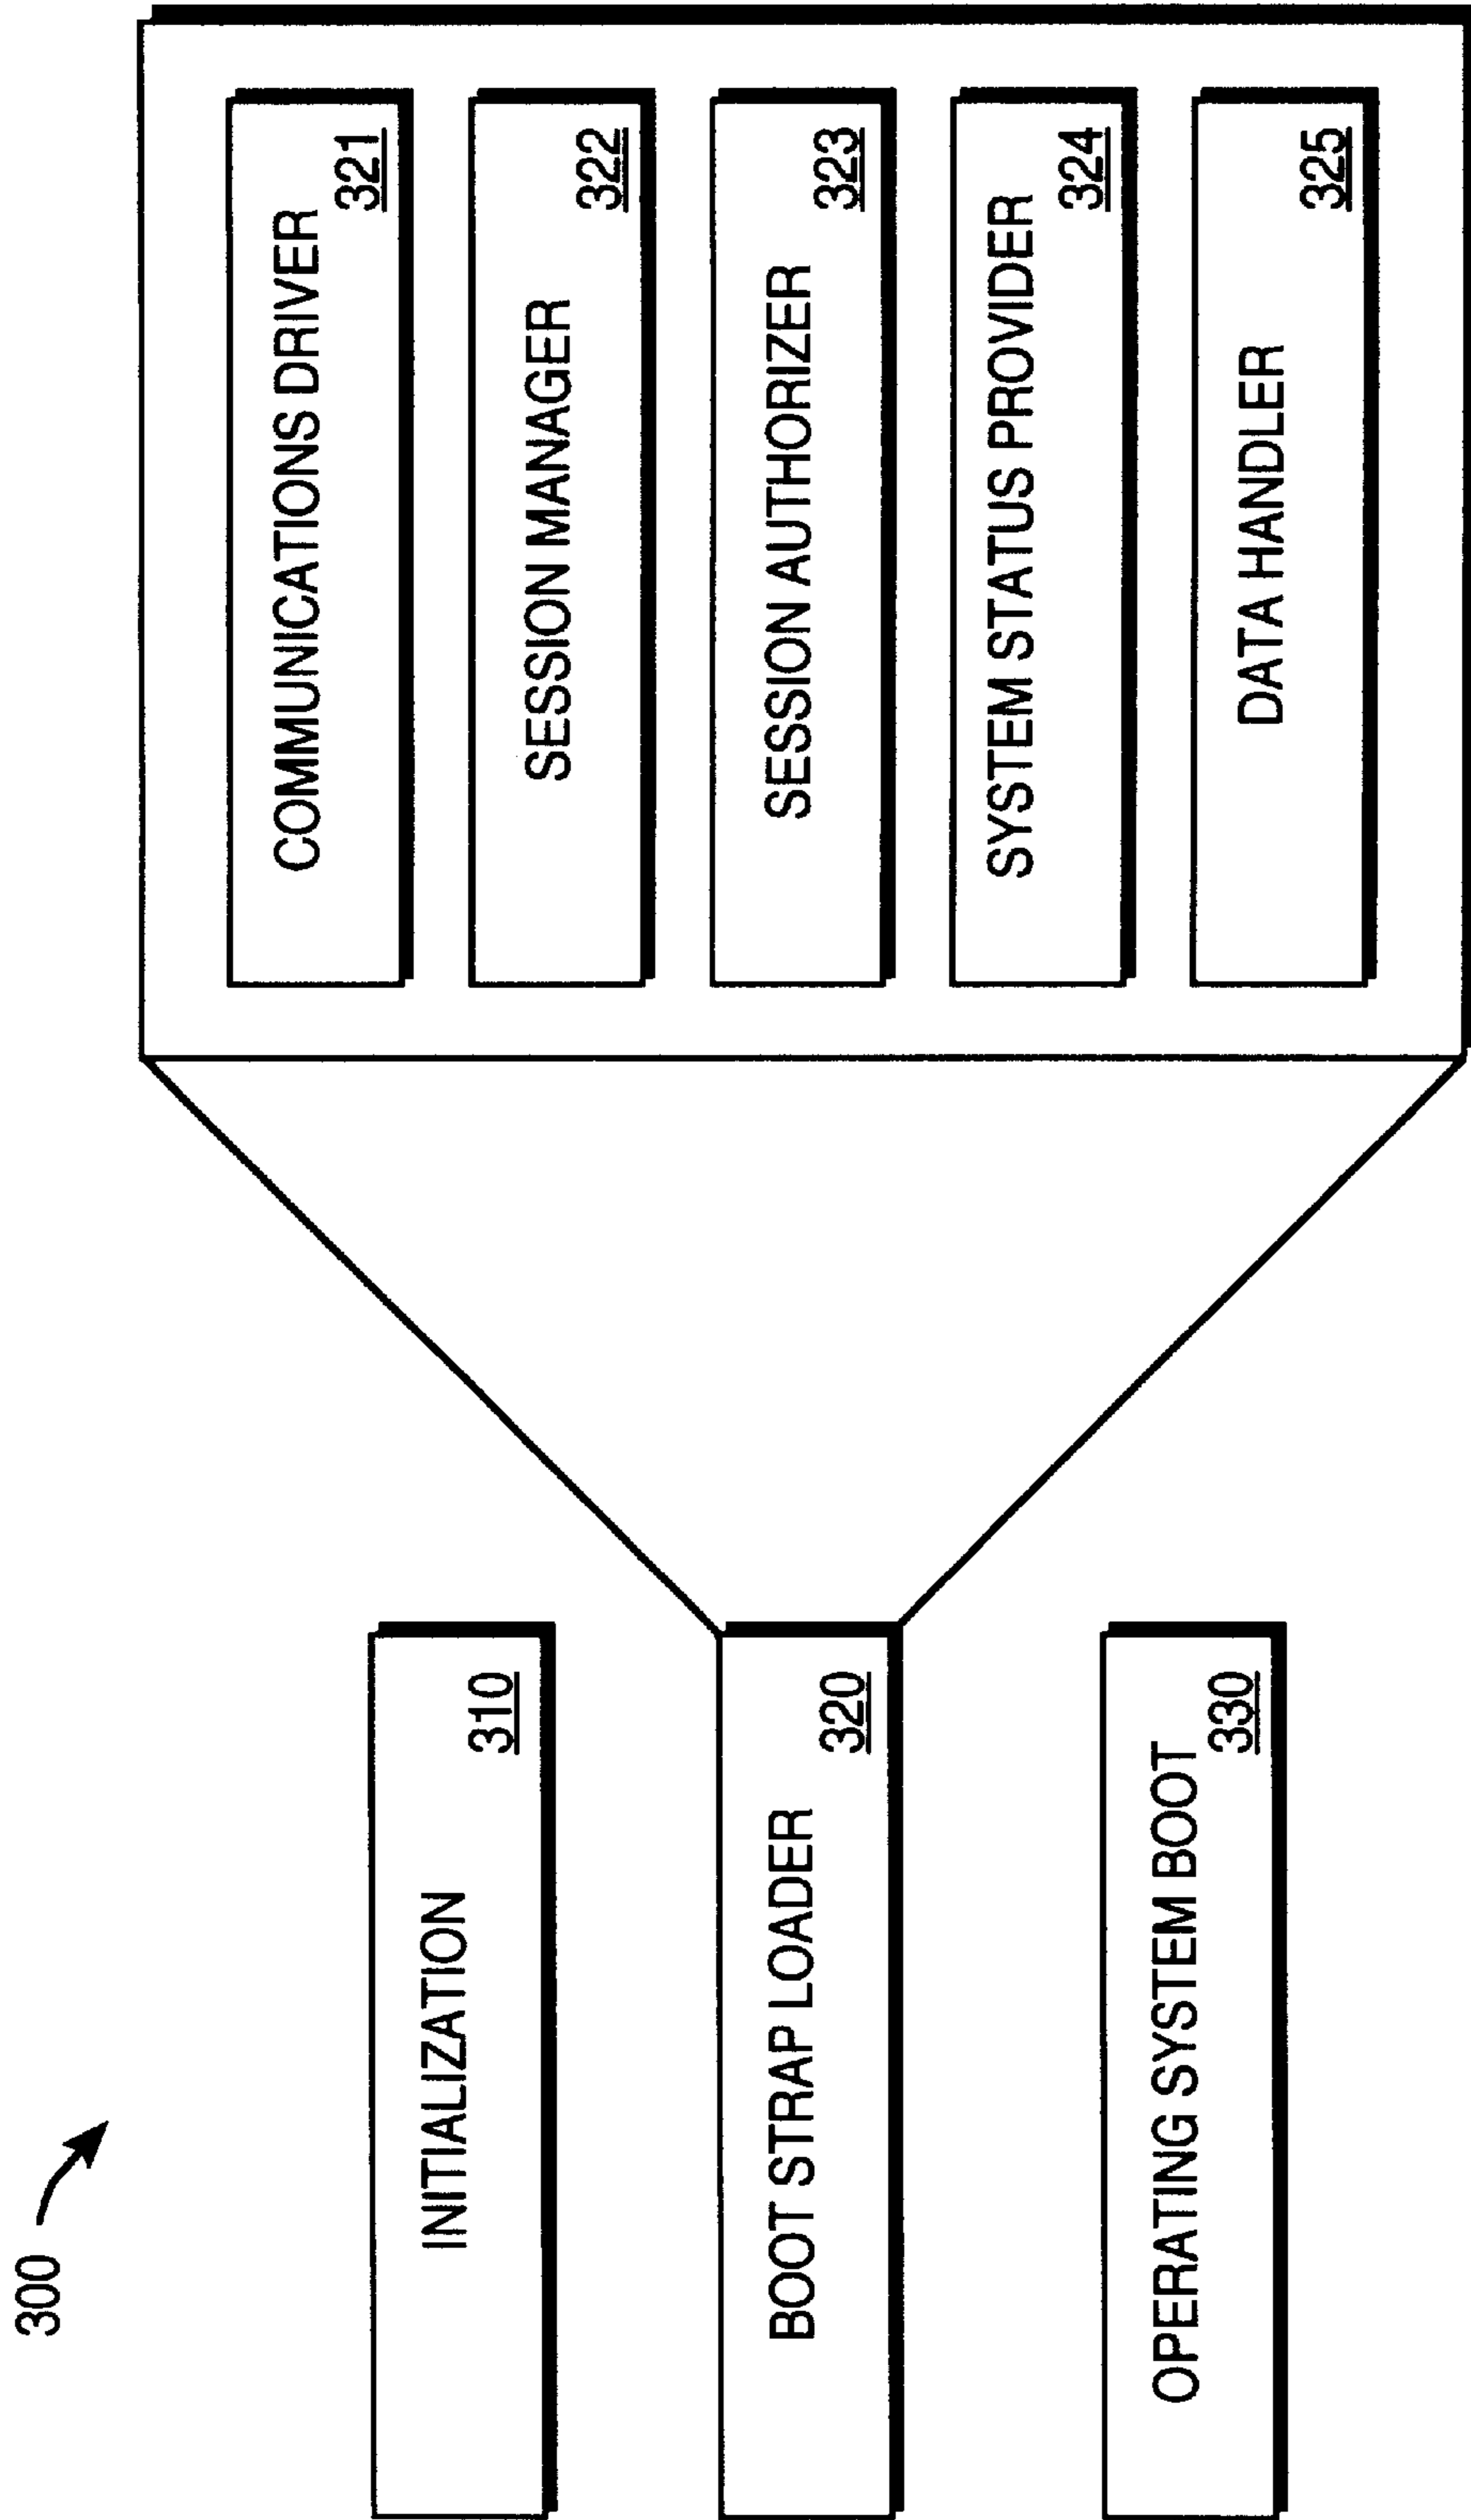 300
INITIALIZATION
310
BOOT STRAP LOADER
320
OPERATING SYSTEM BOOT
330
COMMUNICATIONS DRIVER
321
SESSION MANAGER
322
SESSION AUTHORIZER
323
SYSTEM STATUS PROVIDER
324
DATA HANDLER
325